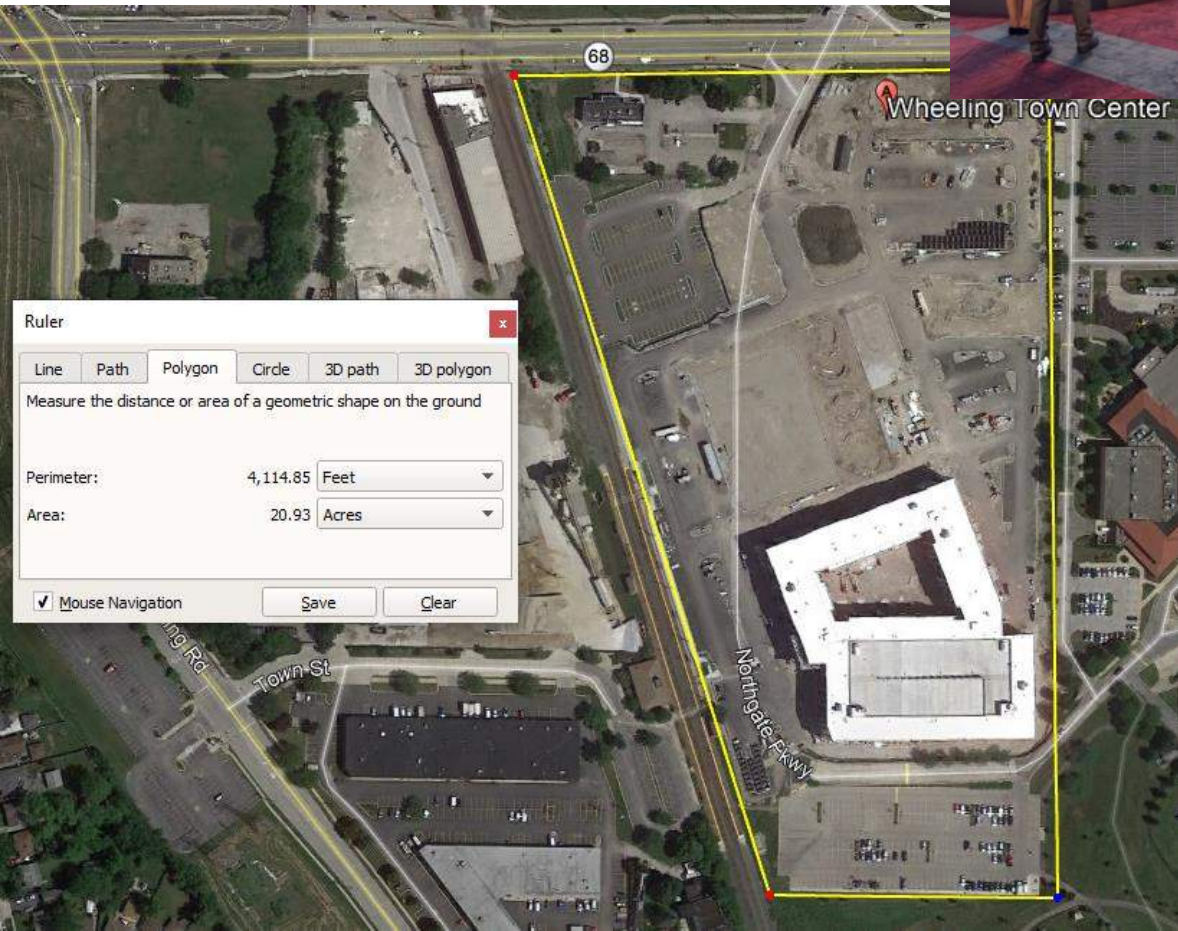 68
A
Wheeling Town Center
Ruler
x
Line Path Polygon Circle 3D path 3D polygon
Measure the distance or area of a geometric shape on the ground
Perimeter: 4,114.85 Feet
Area: 20.93 Acres
Mouse Navigation Save Clear
ng Rd
Town St
Northgate Pkwy